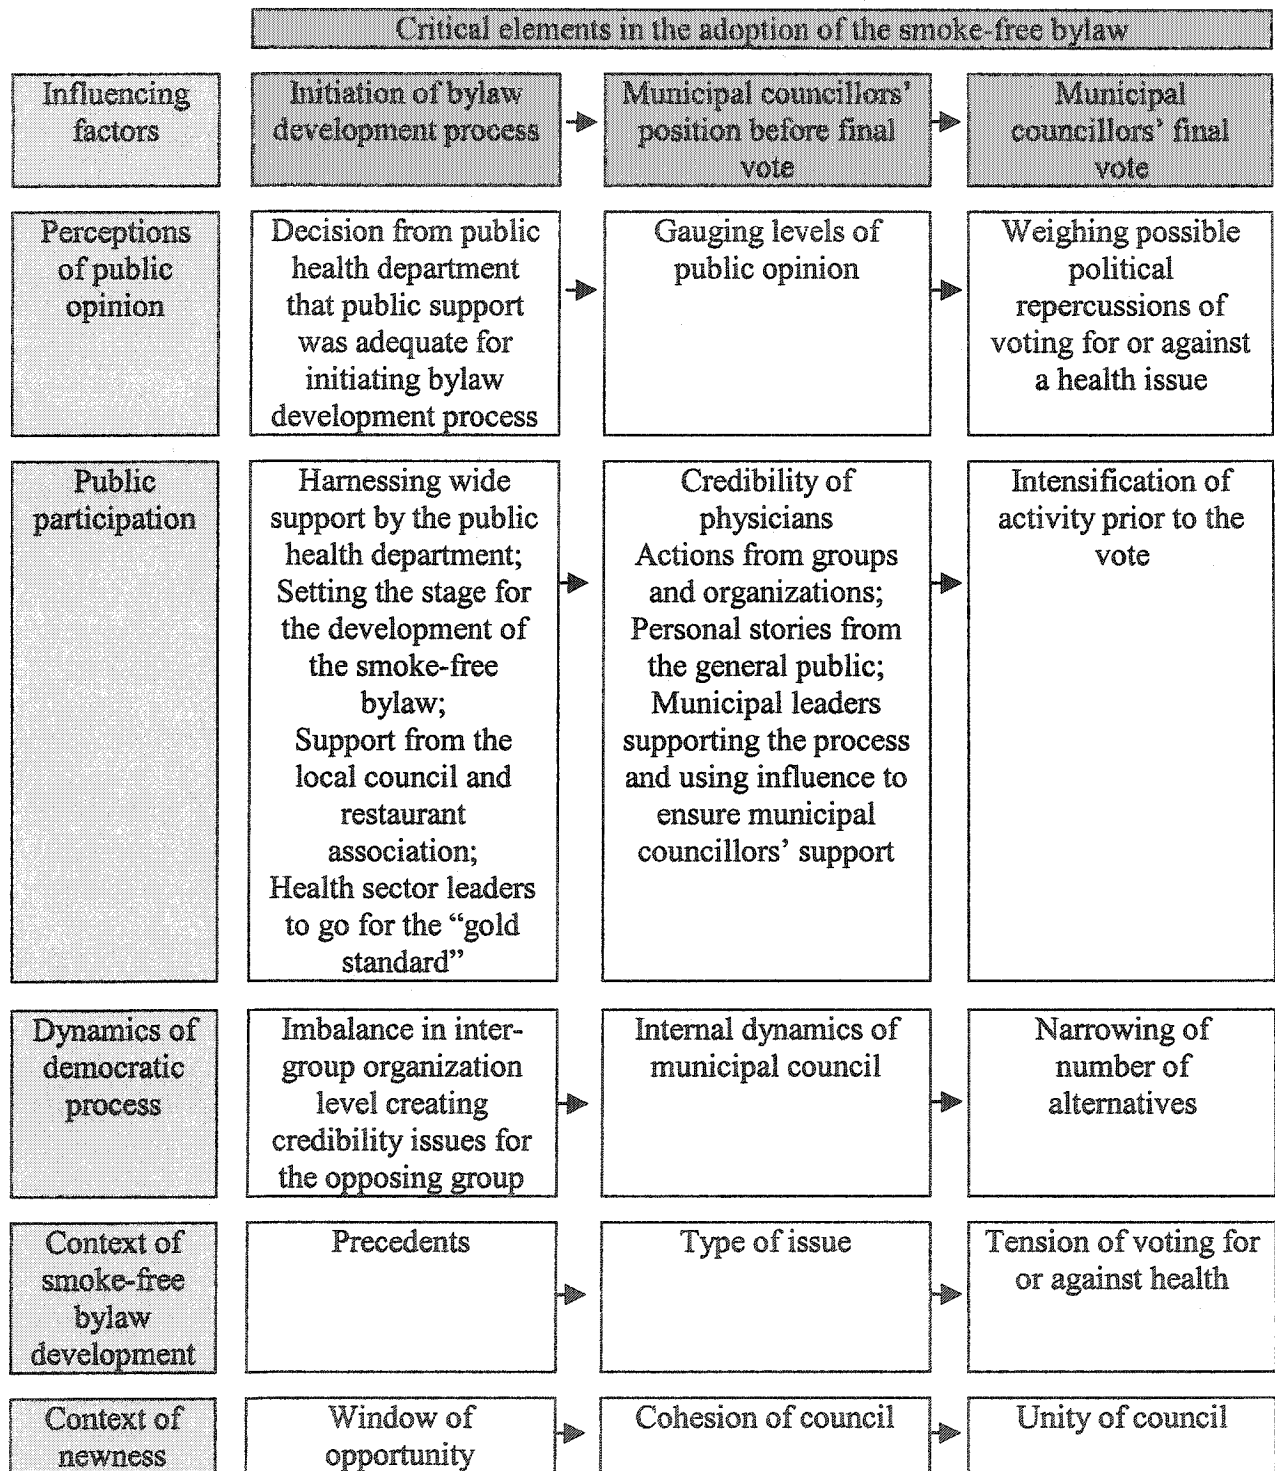 Critical elements in the adoption of the smoke-free bylaw
Influencing
factors
Initiation of bylaw
development process
Municipal councillors'
position before final
vote
Municipal
councillors' final
vote
Perceptions
of public
opinion
Decision from public
health department
that public support
was adequate for
initiating bylaw
development process
Gauging levels of
public opinion
Weighing possible
political
repercussions of
voting for or against
a health issue
Public
participation
Harnessing wide
support by the public
health department;
Setting the stage for
the development of
the smoke-free
bylaw;
Support from the
local council and
restaurant
association;
Health sector leaders
to go for the “gold
standard”
Credibility of
physicians
Actions from groups
and organizations;
Personal stories from
the general public;
Municipal leaders
supporting the process
and using influence to
ensure municipal
councillors’ support
Intensification of
activity prior to the
vote
Dynamics of
democratic
process
Imbalance in inter-
group organization
level creating
credibility issues for
the opposing group
Internal dynamics of
municipal council
Narrowing of
number of
alternatives
Context of
smoke-free
bylaw
development
Precedents
Type of issue
Tension of voting for
or against health
Context of
newness
Window of
opportunity
Cohesion of council
Unity of council